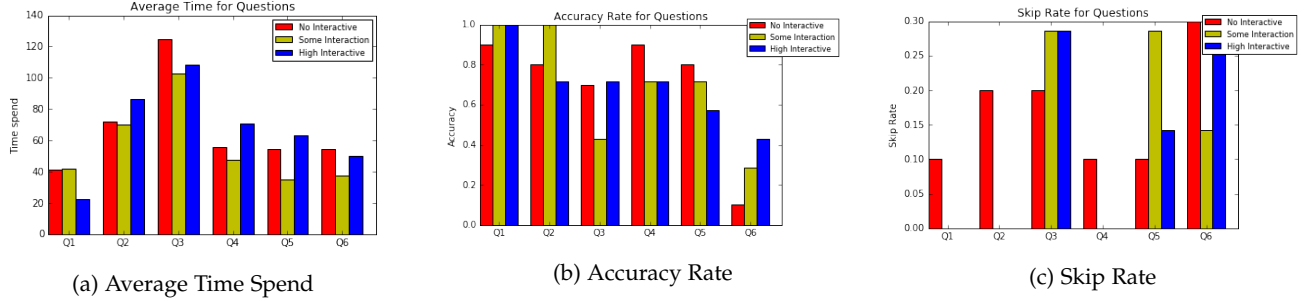 Average Time for Questions
No Interactive
Some Interaction
High Interactive
Time spend
140
120
100
80
60
40
20
0
Q1 Q2 Q3 Q4 Q5 Q6
(a) Average Time Spend
Accuracy Rate for Questions
No Interactive
Some Interaction
High Interactive
Accuracy
1.0
0.8
0.6
0.4
0.2
0.0
Q1 Q2 Q3 Q4 Q5 Q6
(b) Accuracy Rate
Skip Rate for Questions
No Interactive
Some Interaction
High Interactive
Skip Rate
0.30
0.25
0.20
0.15
0.10
0.05
0.00
Q1 Q2 Q3 Q4 Q5 Q6
(c) Skip Rate